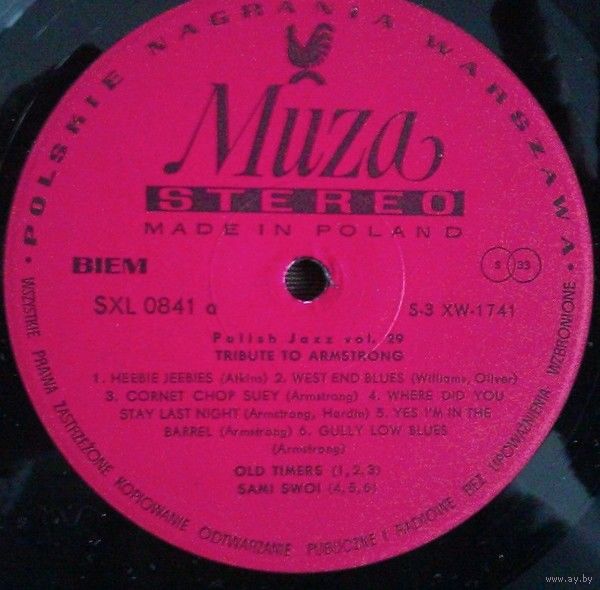 • POLSKIE NAGRANIA WARSZAWA •
Muza
STEREO
MADE IN POLAND
BIEM
S 33
SXL 0841 a
S-3 XW-1741
Polish Jazz vol. 29
TRIBUTE TO ARMSTRONG
1. HEEBIE JEEBIES (Atkins) 2. WEST END BLUES (Williams, Oliver)
3. CORNET CHOP SUEY (Armstrong) 4. WHERE DID YOU
STAY LAST NIGHT (Armstrong, Hardin) 5. YES I'M IN THE
BARREL (Armstrong) 6. GULLY LOW BLUES
(Armstrong)
OLD TIMERS (1, 2, 3)
SAMI SWOI (4, 5, 6)
WSZYSTKIE PRAWA ZASTRZEŻONE KOPIOWANIE ODTWARZANIE PUBLICZNE I RADIOWE BEZ UPOWAŻNIENIA WZBRONIONE
www.ay.by